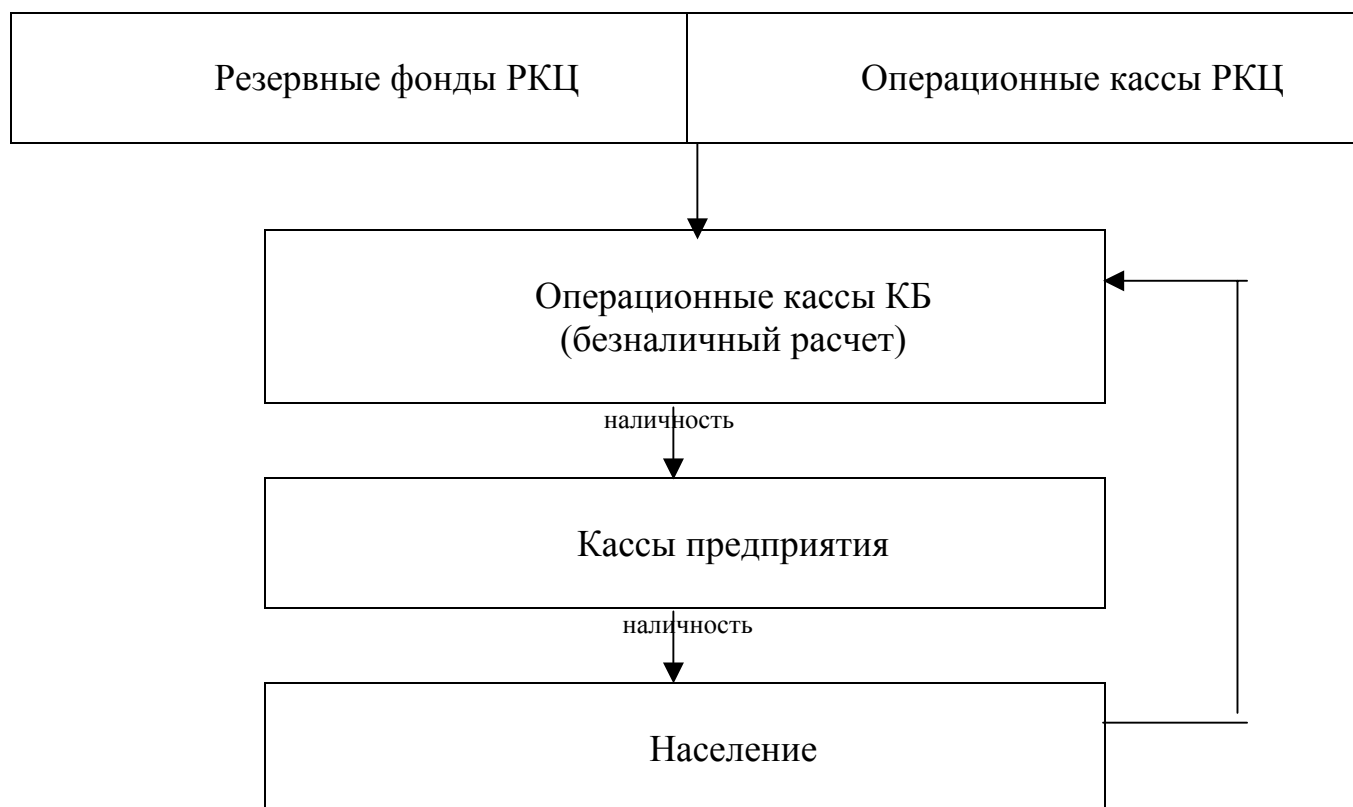 Резервные фонды РКЦ
Операционные кассы РКЦ
Операционные кассы КБ
(безналичный расчет)
наличность
Кассы предприятия
наличность
Население